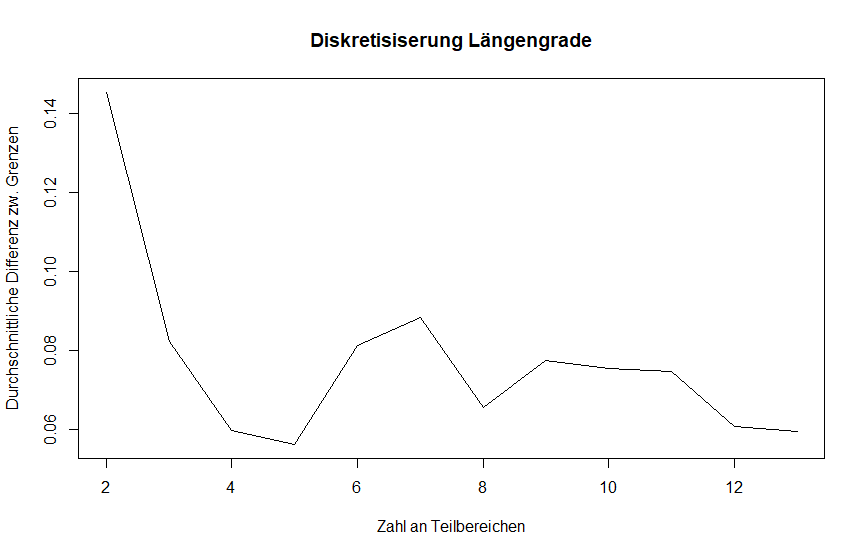 Diskretisiserung Längengrade
Durchschnittliche Differenz zw. Grenzen
0.14
0.12
0.10
0.08
0.06
2 4 6 8 10 12
Zahl an Teilbereichen